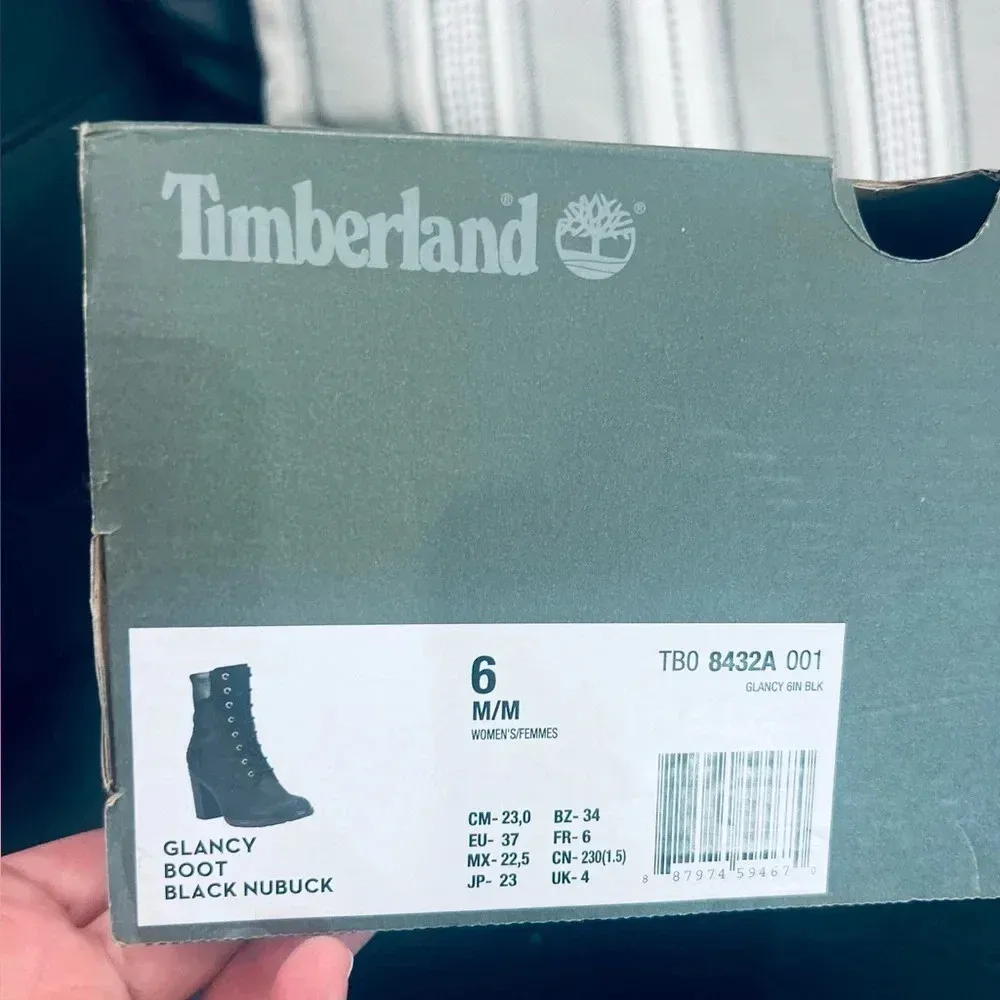 Timberland® ®
6
M/M
WOMEN'S/FEMMES
TB0 8432A 001
GLANCY 6IN BLK
GLANCY
BOOT
BLACK NUBUCK
CM- 23,0 BZ- 34
EU- 37 FR- 6
MX- 22,5 CN- 230(1.5)
JP- 23 UK- 4
8 87974 59467 0